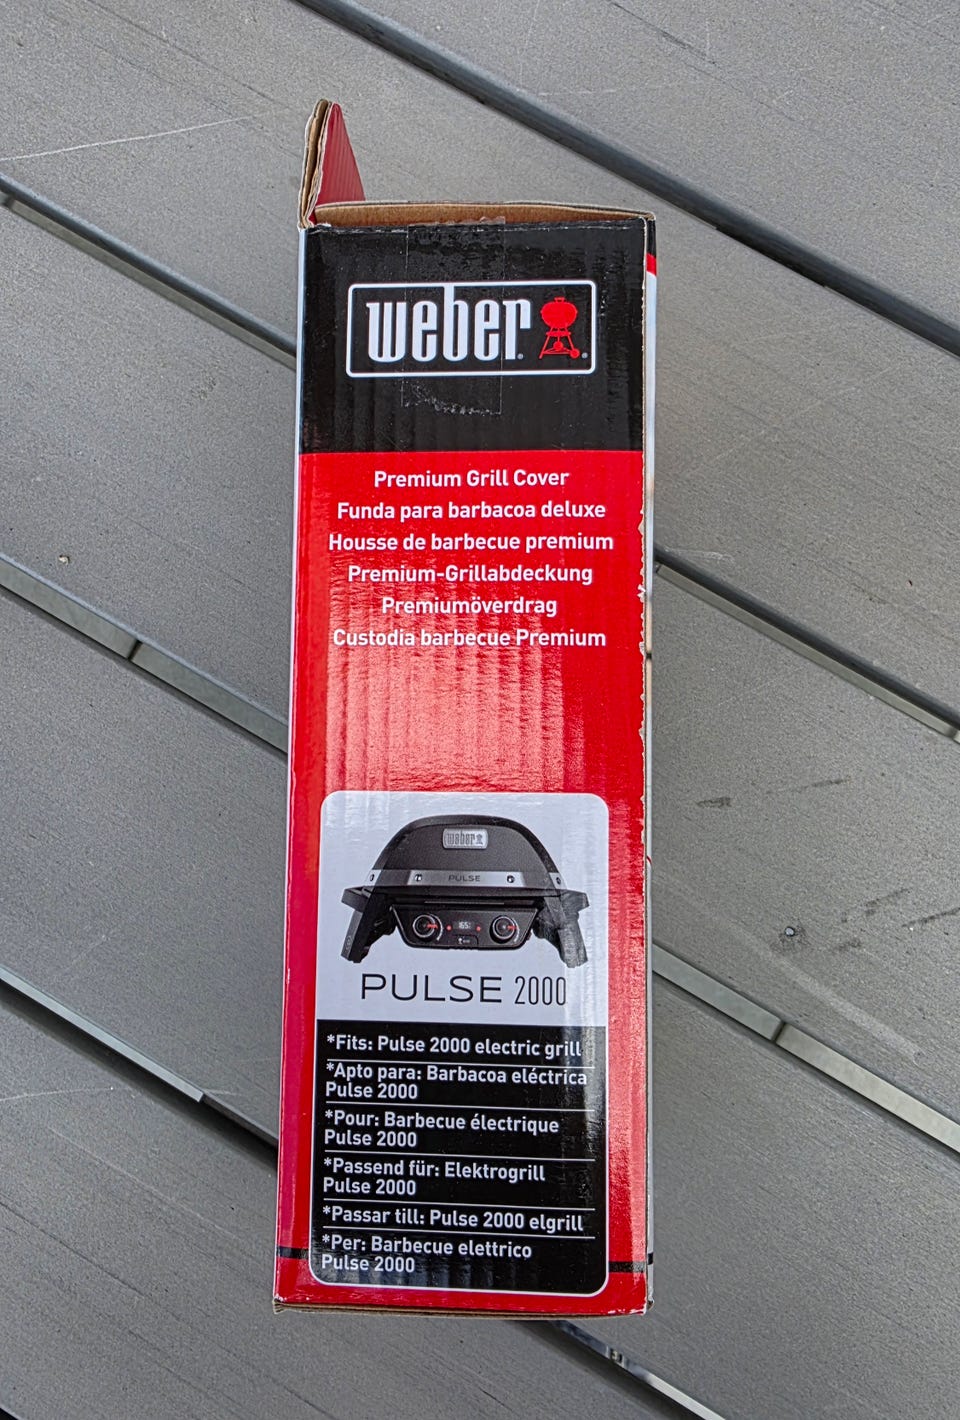 weber
Premium Grill Cover
Funda para barbacoa deluxe
Housse de barbecue premium
Premium-Grillabdeckung
Premiumöverdrag
Custodia barbecue Premium
weber
PULSE
165
PULSE 2000
*Fits: Pulse 2000 electric grill
*Apto para: Barbacoa eléctrica
Pulse 2000
*Pour: Barbecue électrique
Pulse 2000
*Passend für: Elektrogrill
Pulse 2000
*Passar till: Pulse 2000 elgrill
*Per: Barbecue elettrico
Pulse 2000